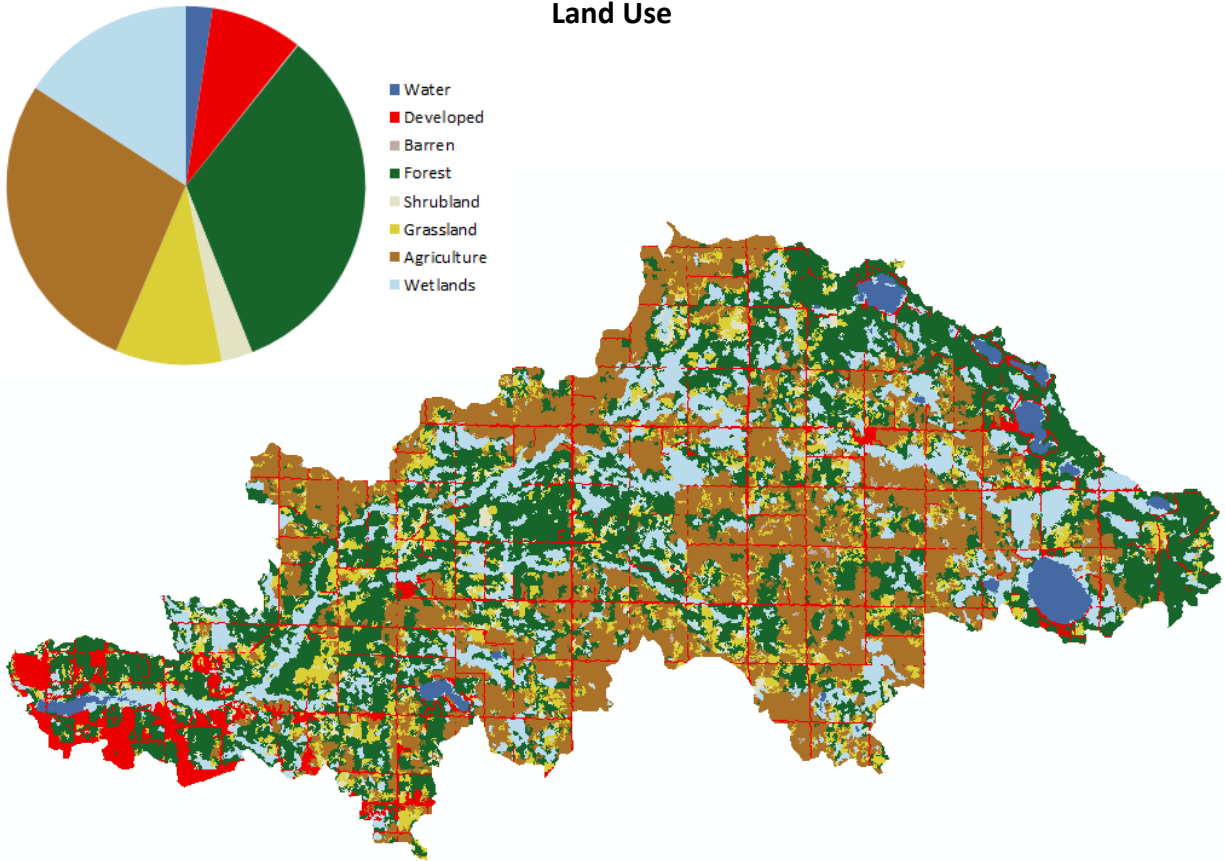 Land Use
Water
Developed
Barren
Forest
Shrubland
Grassland
Agriculture
Wetlands